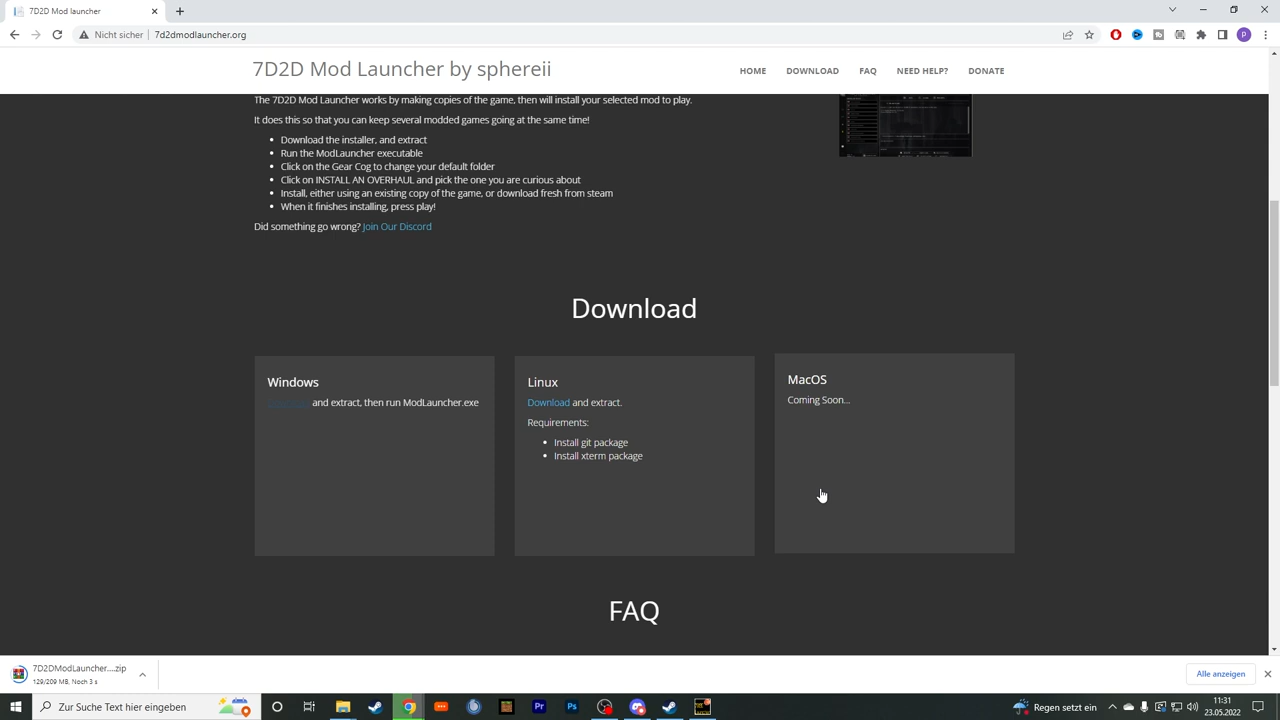 7D2D Mod launcher
Nicht sicher
7d2dmodlauncher.org
7D2D Mod Launcher by sphereii
HOME
DOWNLOAD
FAQ
NEED HELP?
DONATE
The 7D2D Mod Launcher works by making copies of the game, then will install your selected mod to play.
It does this so that you can keep several modded games going at the same time!
Download the installer, and extract
Run the ModLauncher executable
Click on the Gear Cog to change your default folder
Click on INSTALL AN OVERHAUL and pick the one you are curious about
Install, either using an existing copy of the game, or download fresh from steam
When it finishes installing, press play!
Did something go wrong? Join Our Discord
Download
Windows
and extract, then run ModLauncher.exe
Linux
Download and extract.
Requirements:
Install git package
Install xterm package
MacOS
Coming Soon...
FAQ
7D2DModLauncher....zip
129/209 MB, Noch 3 s
Alle anzeigen
Zur Suche Text hier eingeben
Pr
Ps
Regen setzt ein
11:31
23.05.2022